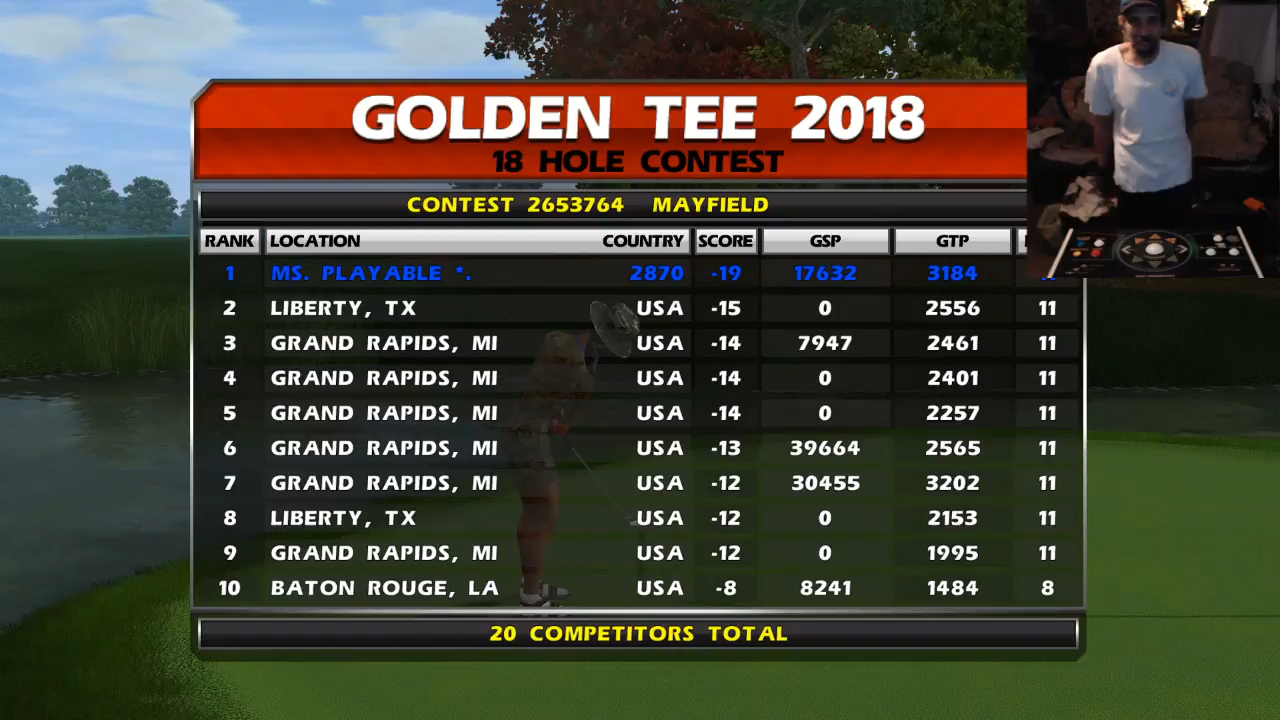 GOLDEN TEE 2018
18 HOLE CONTEST
CONTEST 2653764 MAYFIELD
RANK LOCATION COUNTRY SCORE GSP GTP
1 MS. PLAYABLE *. 2870 -19 17632 3184
2 LIBERTY, TX USA -15 0 2556 11
3 GRAND RAPIDS, MI USA -14 7947 2461 11
4 GRAND RAPIDS, MI USA -14 0 2401 11
5 GRAND RAPIDS, MI USA -14 0 2257 11
6 GRAND RAPIDS, MI USA -13 39664 2565 11
7 GRAND RAPIDS, MI USA -12 30455 3202 11
8 LIBERTY, TX USA -12 0 2153 11
9 GRAND RAPIDS, MI USA -12 0 1995 11
10 BATON ROUGE, LA USA -8 8241 1484 8
20 COMPETITORS TOTAL